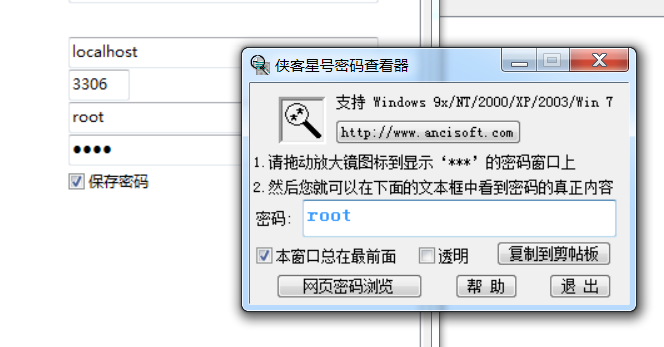 localhost
3306
root
●●●●
保存密码
侠客星号密码查看器
支持 Windows 9x/NT/2000/XP/2003/Win 7
http://www.ancisoft.com
1.请拖动放大镜图标到显示‘***’的密码窗口上
2.然后您就可以在下面的文本框中看到密码的真正内容
密码: root
本窗口总在最前面 透明 复制到剪帖板
网页密码浏览 帮 助 退 出